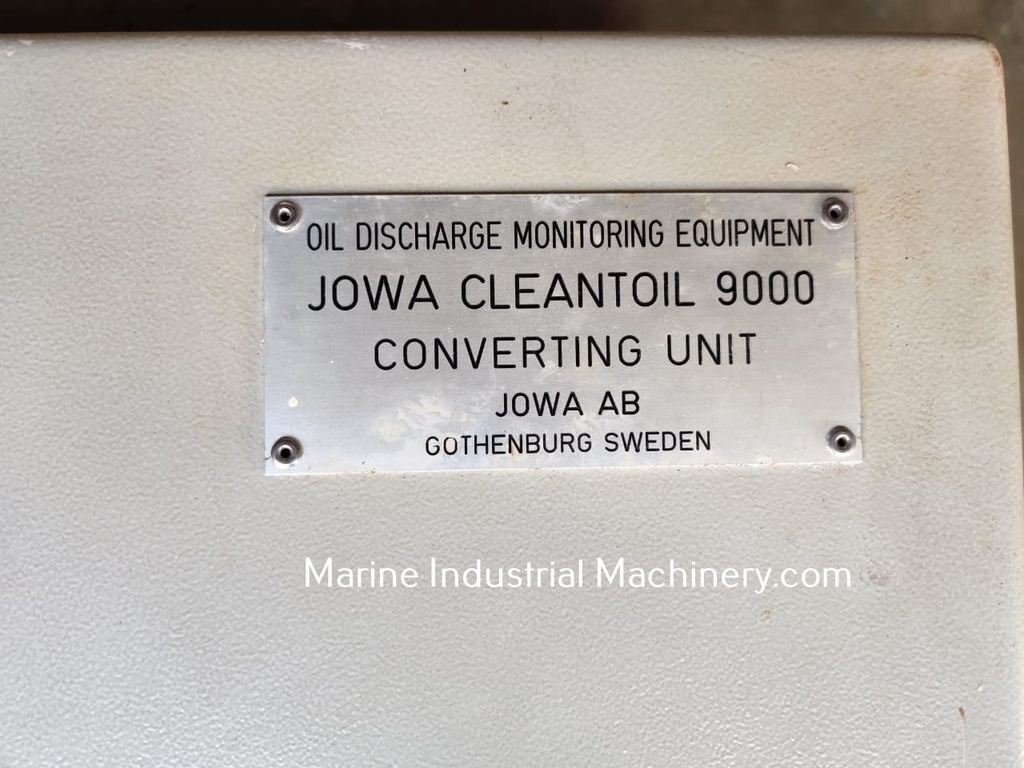 OIL DISCHARGE MONITORING EQUIPMENT
JOWA CLEANTOIL 9000
CONVERTING UNIT
JOWA AB
GOTHENBURG SWEDEN
Marine Industrial Machinery.com